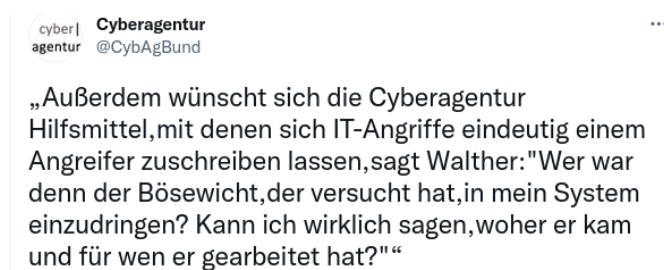 cyber|
agentur
Cyberagentur
@CybAgBund
„Außerdem wünscht sich die Cyberagentur
Hilfsmittel,mit denen sich IT-Angriffe eindeutig einem
Angreifer zuschreiben lassen,sagt Walther:"Wer war
denn der Bösewicht,der versucht hat,in mein System
einzudringen? Kann ich wirklich sagen,woher er kam
und für wen er gearbeitet hat?"“